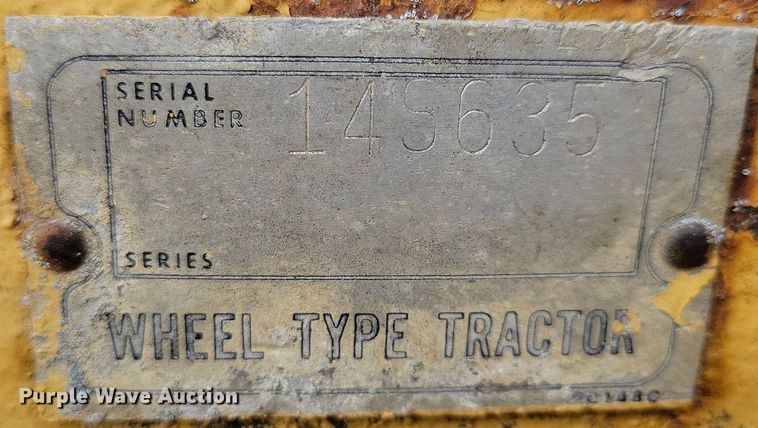 SERIAL
NUMBER 14S635
SERIES
WHEEL TYPE TRACTOR
Purple Wave Auction